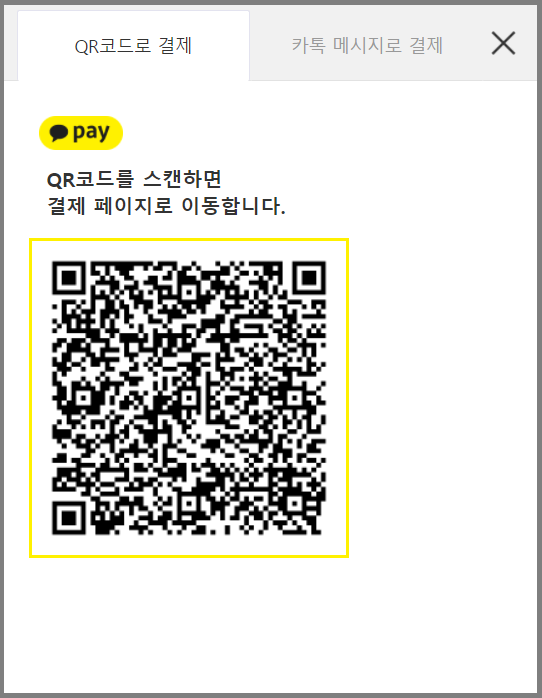 QR코드로 결제
카톡 메시지로 결제
pay
QR코드를 스캔하면
결제 페이지로 이동합니다.